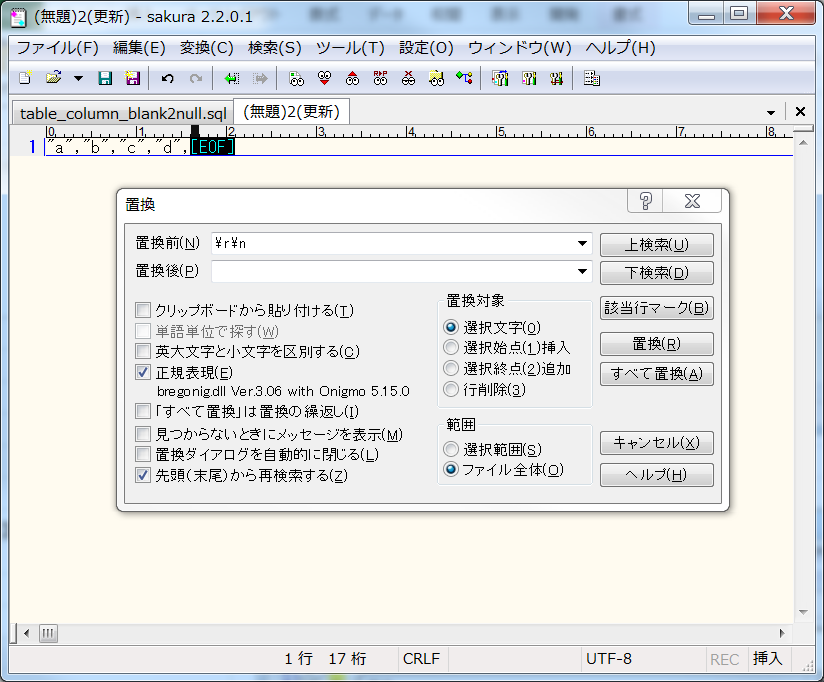 (無題)2(更新) - sakura 2.2.0.1
ファイル(F) 編集(E) 変換(C) 検索(S) ツール(T) 設定(O) ウィンドウ(W) ヘルプ(H)
table_column_blank2null.sql (無題)2(更新)
0 1 2 3 4 5 6 7 8
1 "a","b","c","d",[EOF]
置換
置換前(N) ¥r¥n 上検索(U)
置換後(P) 下検索(D)
クリップボードから貼り付ける(T)
単語単位で探す(W)
英大文字と小文字を区別する(C)
正規表現(E)
bregonig.dll Ver.3.06 with Onigmo 5.15.0
「すべて置換」は置換の繰返し(I)
見つからないときにメッセージを表示(M)
置換ダイアログを自動的に閉じる(L)
先頭(末尾)から再検索する(Z)
置換対象
選択文字(0)
選択始点(1)挿入
選択終点(2)追加
行削除(3)
範囲
選択範囲(S)
ファイル全体(O)
該当行マーク(B)
置換(R)
すべて置換(A)
キャンセル(X)
ヘルプ(H)
1 行 17 桁 CRLF UTF-8 REC 挿入